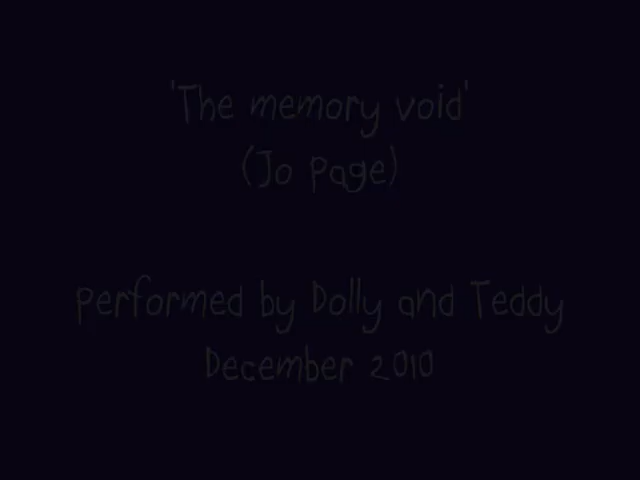 'The memory void'
(Jo Page)
performed by Dolly and Teddy
December 2010